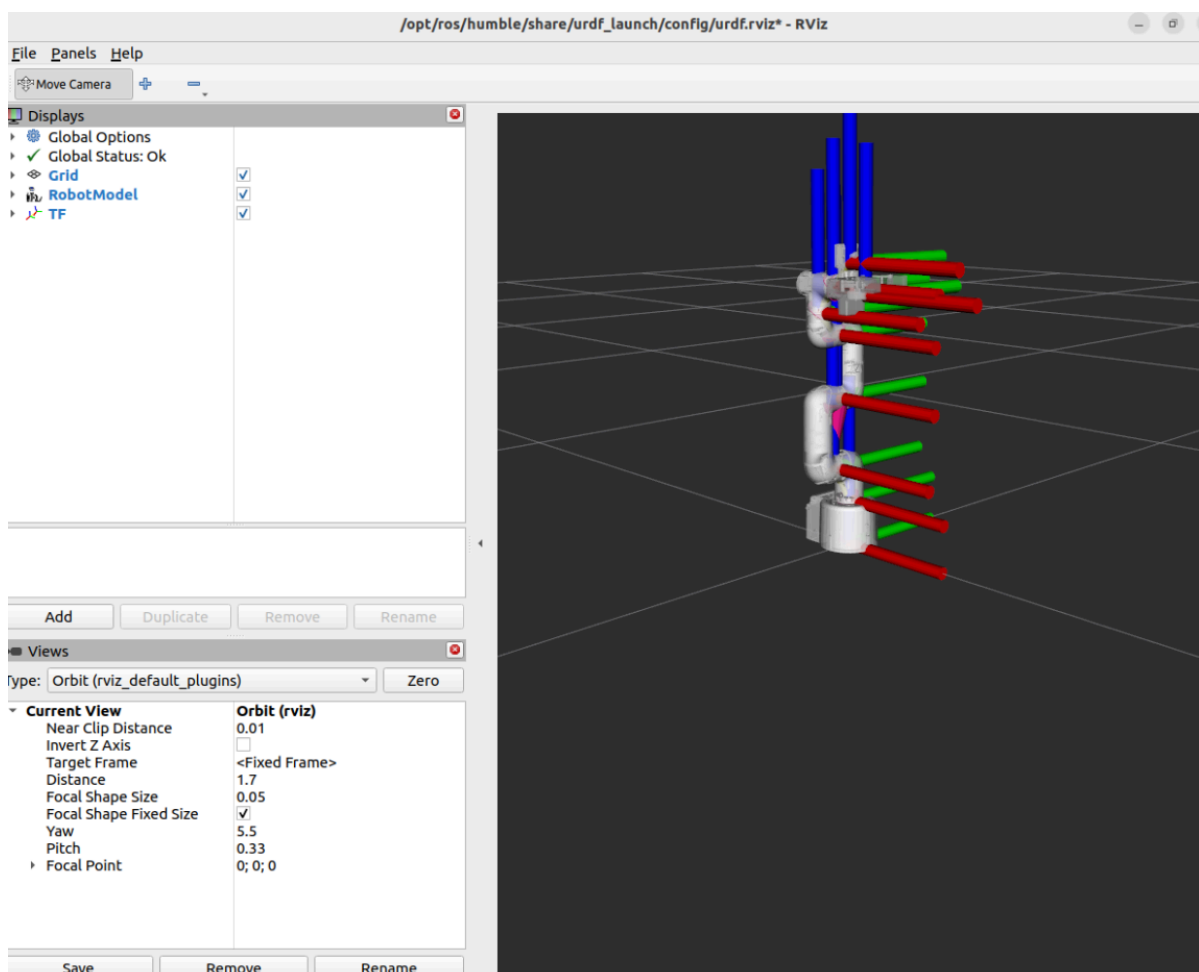 /opt/ros/humble/share/urdf_launch/config/urdf.rviz* - RViz
File Panels Help
Move Camera
Displays
Global Options
Global Status: Ok
Grid
RobotModel
TF
Add Duplicate Remove Rename
Views
Type: Orbit (rviz_default_plugins) Zero
Current View Orbit (rviz)
Near Clip Distance 0.01
Invert Z Axis
Target Frame <Fixed Frame>
Distance 1.7
Focal Shape Size 0.05
Focal Shape Fixed Size
Yaw 5.5
Pitch 0.33
Focal Point 0; 0; 0
Save Remove Rename